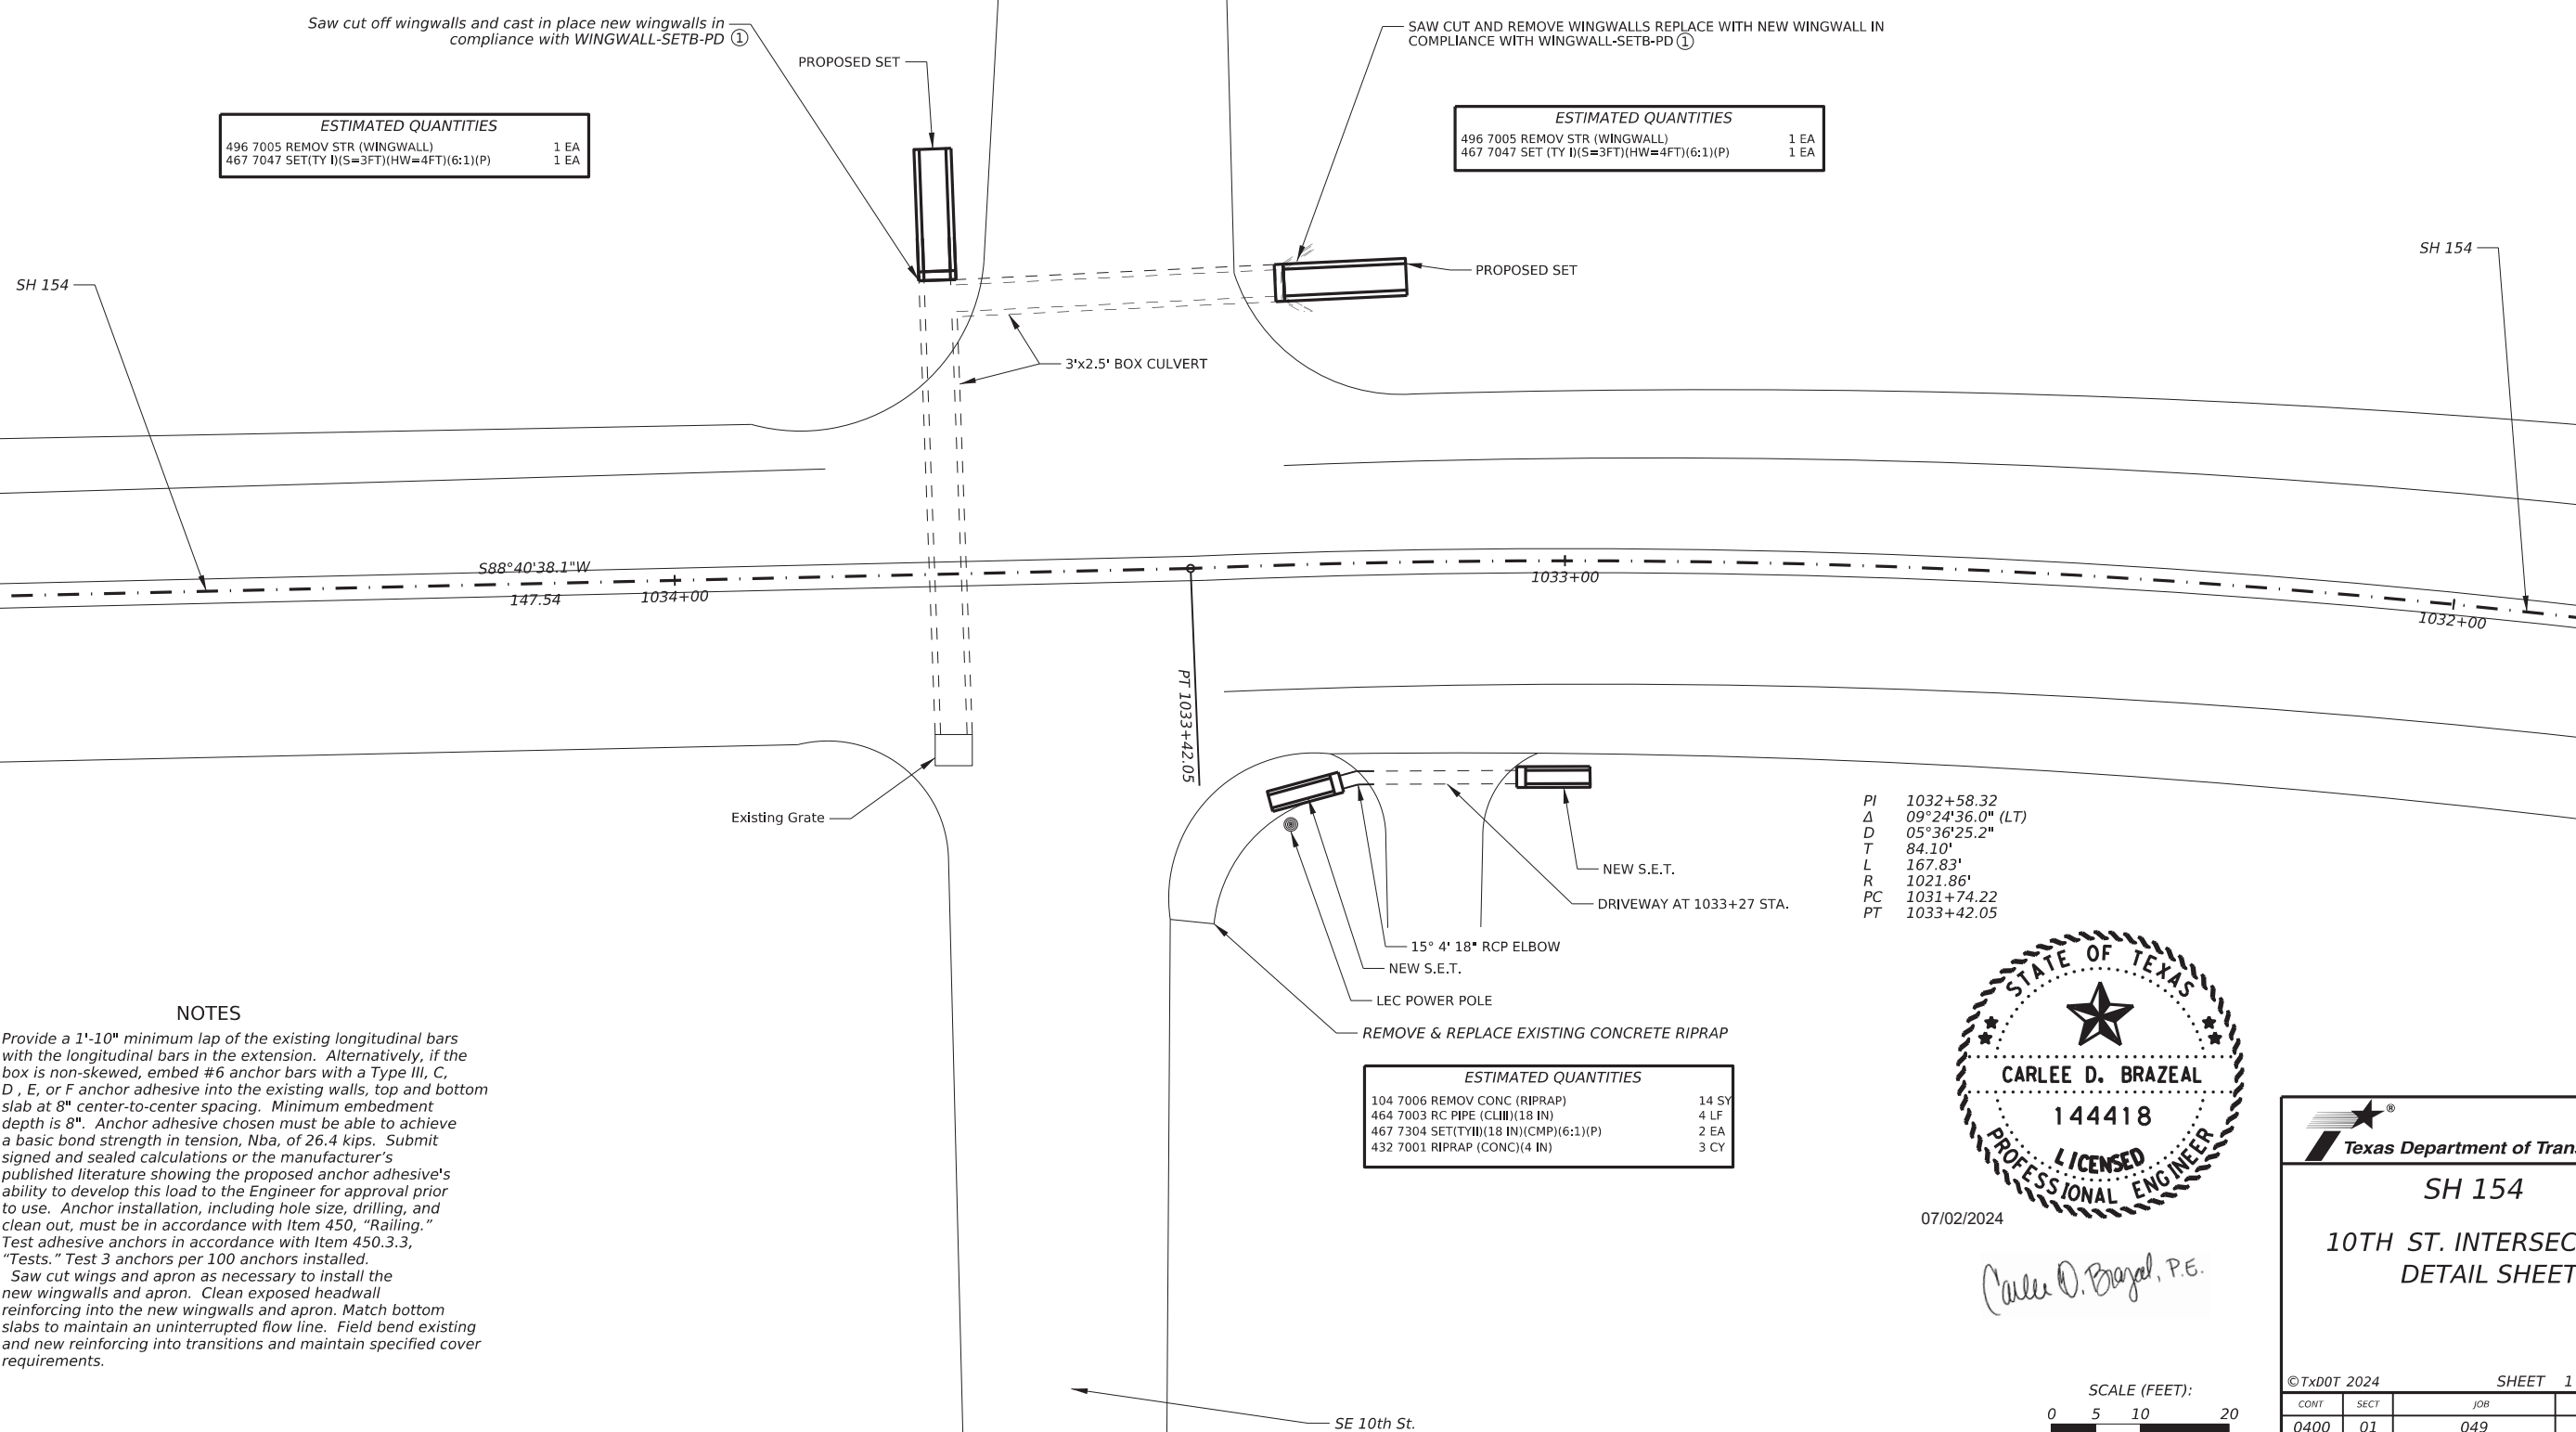 Saw cut off wingwalls and cast in place new wingwalls in
compliance with WINGWALL-SETB-PD ①
SAW CUT AND REMOVE WINGWALLS REPLACE WITH NEW WINGWALL IN
COMPLIANCE WITH WINGWALL-SETB-PD ①
PROPOSED SET
ESTIMATED QUANTITIES
496 7005 REMOV STR (WINGWALL) 1 EA
467 7047 SET(TY I)(S=3FT)(HW=4FT)(6:1)(P) 1 EA
ESTIMATED QUANTITIES
496 7005 REMOV STR (WINGWALL) 1 EA
467 7047 SET (TY I)(S=3FT)(HW=4FT)(6:1)(P) 1 EA
SH 154
PROPOSED SET
SH 154
3'x2.5' BOX CULVERT
S88°40'38.1"W
147.54
1034+00
1033+00
1032+00
PT 1033+42.05
Existing Grate
NEW S.E.T.
DRIVEWAY AT 1033+27 STA.
15° 4' 18" RCP ELBOW
NEW S.E.T.
LEC POWER POLE
REMOVE & REPLACE EXISTING CONCRETE RIPRAP
PI 1032+58.32
Δ 09°24'36.0" (LT)
D 05°36'25.2"
T 84.10'
L 167.83'
R 1021.86'
PC 1031+74.22
PT 1033+42.05
ESTIMATED QUANTITIES
104 7006 REMOV CONC (RIPRAP) 14 SY
464 7003 RC PIPE (CLIII)(18 IN) 4 LF
467 7304 SET(TYII)(18 IN)(CMP)(6:1)(P) 2 EA
432 7001 RIPRAP (CONC)(4 IN) 3 CY
NOTES
Provide a 1'-10" minimum lap of the existing longitudinal bars
with the longitudinal bars in the extension. Alternatively, if the
box is non-skewed, embed #6 anchor bars with a Type III, C,
D , E, or F anchor adhesive into the existing walls, top and bottom
slab at 8" center-to-center spacing. Minimum embedment
depth is 8". Anchor adhesive chosen must be able to achieve
a basic bond strength in tension, Nba, of 26.4 kips. Submit
signed and sealed calculations or the manufacturer’s
published literature showing the proposed anchor adhesive's
ability to develop this load to the Engineer for approval prior
to use. Anchor installation, including hole size, drilling, and
clean out, must be in accordance with Item 450, “Railing.”
Test adhesive anchors in accordance with Item 450.3.3,
“Tests.” Test 3 anchors per 100 anchors installed.
Saw cut wings and apron as necessary to install the
new wingwalls and apron. Clean exposed headwall
reinforcing into the new wingwalls and apron. Match bottom
slabs to maintain an uninterrupted flow line. Field bend existing
and new reinforcing into transitions and maintain specified cover
requirements.
SE 10th St.
STATE OF TEXAS
CARLEE D. BRAZEAL
144418
LICENSED
PROFESSIONAL ENGINEER
07/02/2024
Carlee D. Brazeal, P.E.
SCALE (FEET):
0 5 10 20
®
Texas Department of Trans
SH 154
10TH ST. INTERSEC
DETAIL SHEET
©TxDOT 2024 SHEET 1
CONT SECT JOB
0400 01 049